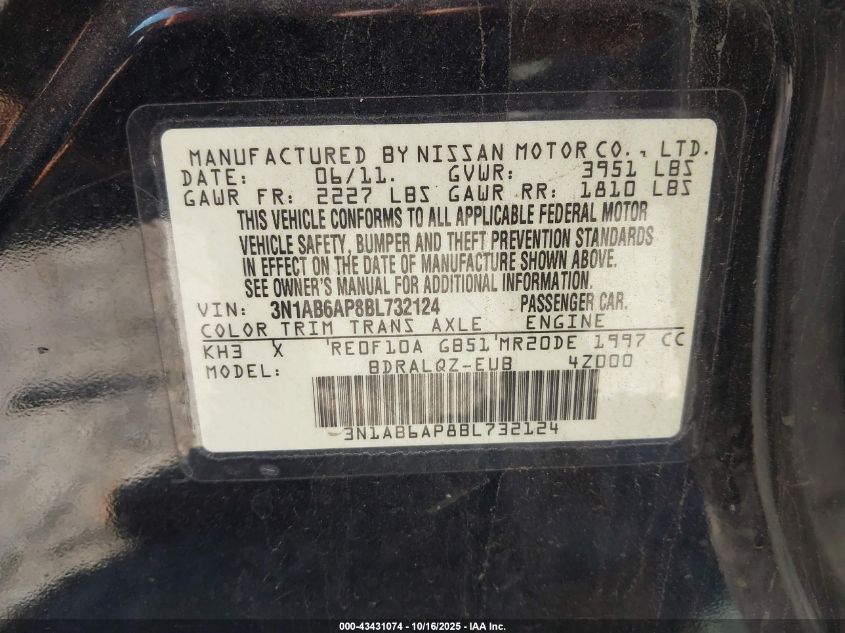 MANUFACTURED BY NISSAN MOTOR CO., LTD.
DATE: 06/11. GVWR: 3951 LBS
GAWR FR: 2227 LBS GAWR RR: 1810 LBS
THIS VEHICLE CONFORMS TO ALL APPLICABLE FEDERAL MOTOR
VEHICLE SAFETY, BUMPER AND THEFT PREVENTION STANDARDS
IN EFFECT ON THE DATE OF MANUFACTURE SHOWN ABOVE.
SEE OWNER'S MANUAL FOR ADDITIONAL INFORMATION.
VIN: 3N1AB6AP8BL732124 PASSENGER CAR.
COLOR TRIM TRANS AXLE ENGINE
KH3 X RE0F10A GB51 MR20DE 1997 CC
MODEL: BDRALQZ-EUB 4Z000
3N1AB6AP8BL732124
000-43431074 | 10/16/2025 - IAA Inc.